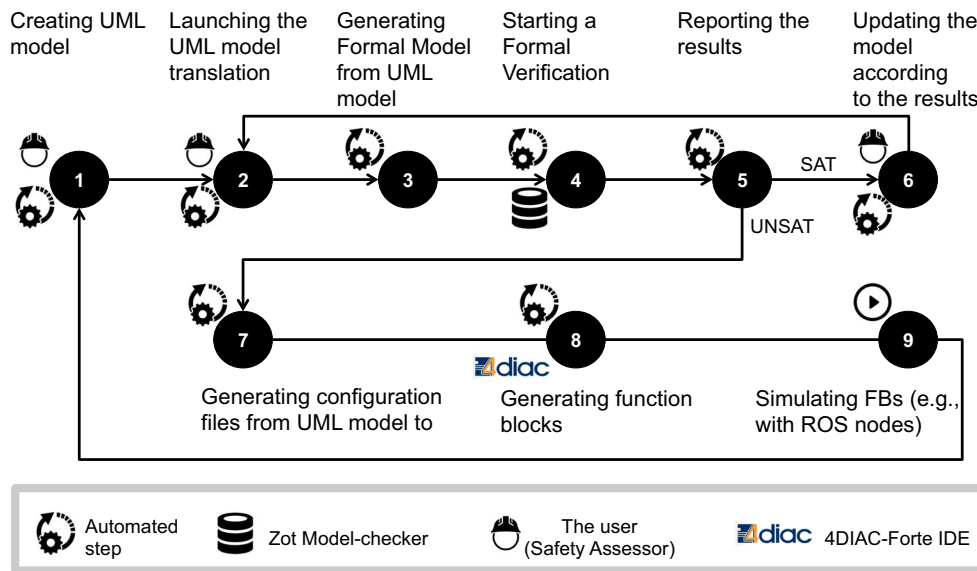 Creating UML
model
Launching the
UML model
translation
Generating
Formal Model
from UML
model
Starting a
Formal
Verification
Reporting the
results
Updating the
model
according
to the results
1
2
3
4
5
SAT
6
UNSAT
7
8
9
4diac
Generating configuration
files from UML model to
Generating function
blocks
Simulating FBs (e.g.,
with ROS nodes)
Automated
step
Zot Model-checker
The user
(Safety Assessor)
4diac
4DIAC-Forte IDE